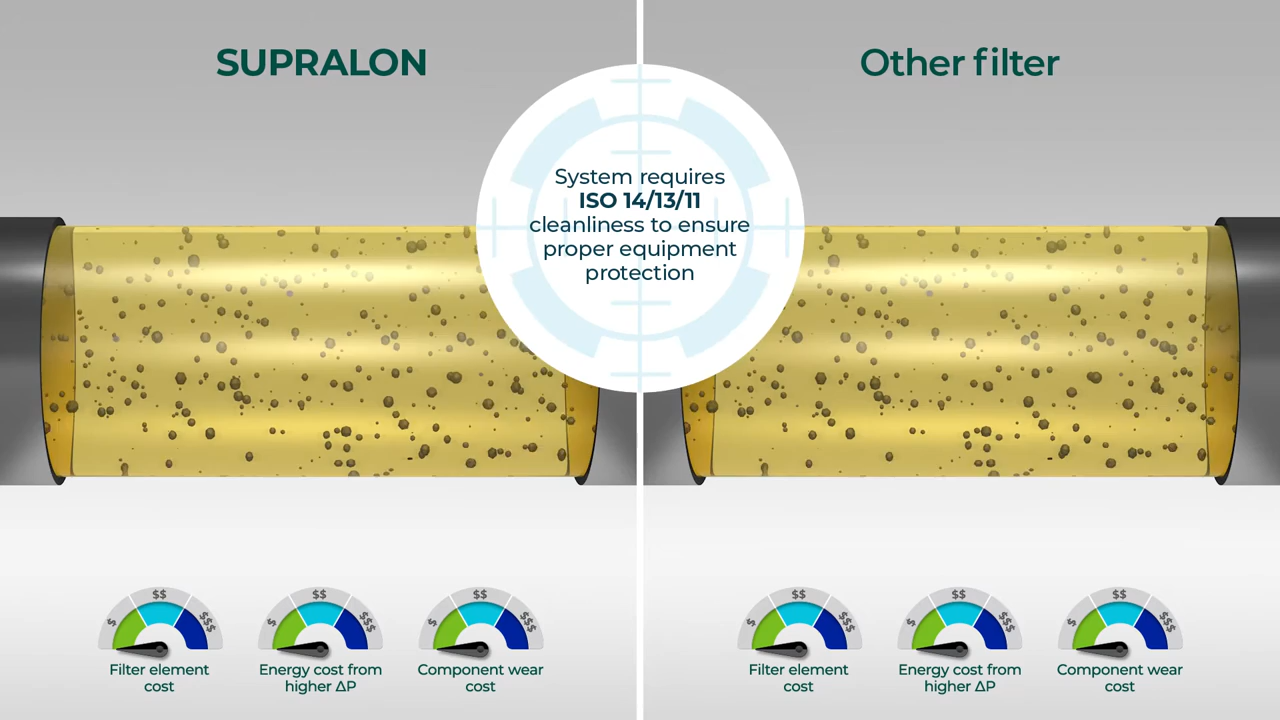 SUPRALON
Other filter
System requires
ISO 14/13/11
cleanliness to ensure
proper equipment
protection
$
$$
$$$
$
$$
$$$
$
$$
$$$
$
$$
$$$
$
$$
$$$
$
$$
$$$
Filter element
cost
Energy cost from
higher ΔP
Component wear
cost
Filter element
cost
Energy cost from
higher ΔP
Component wear
cost